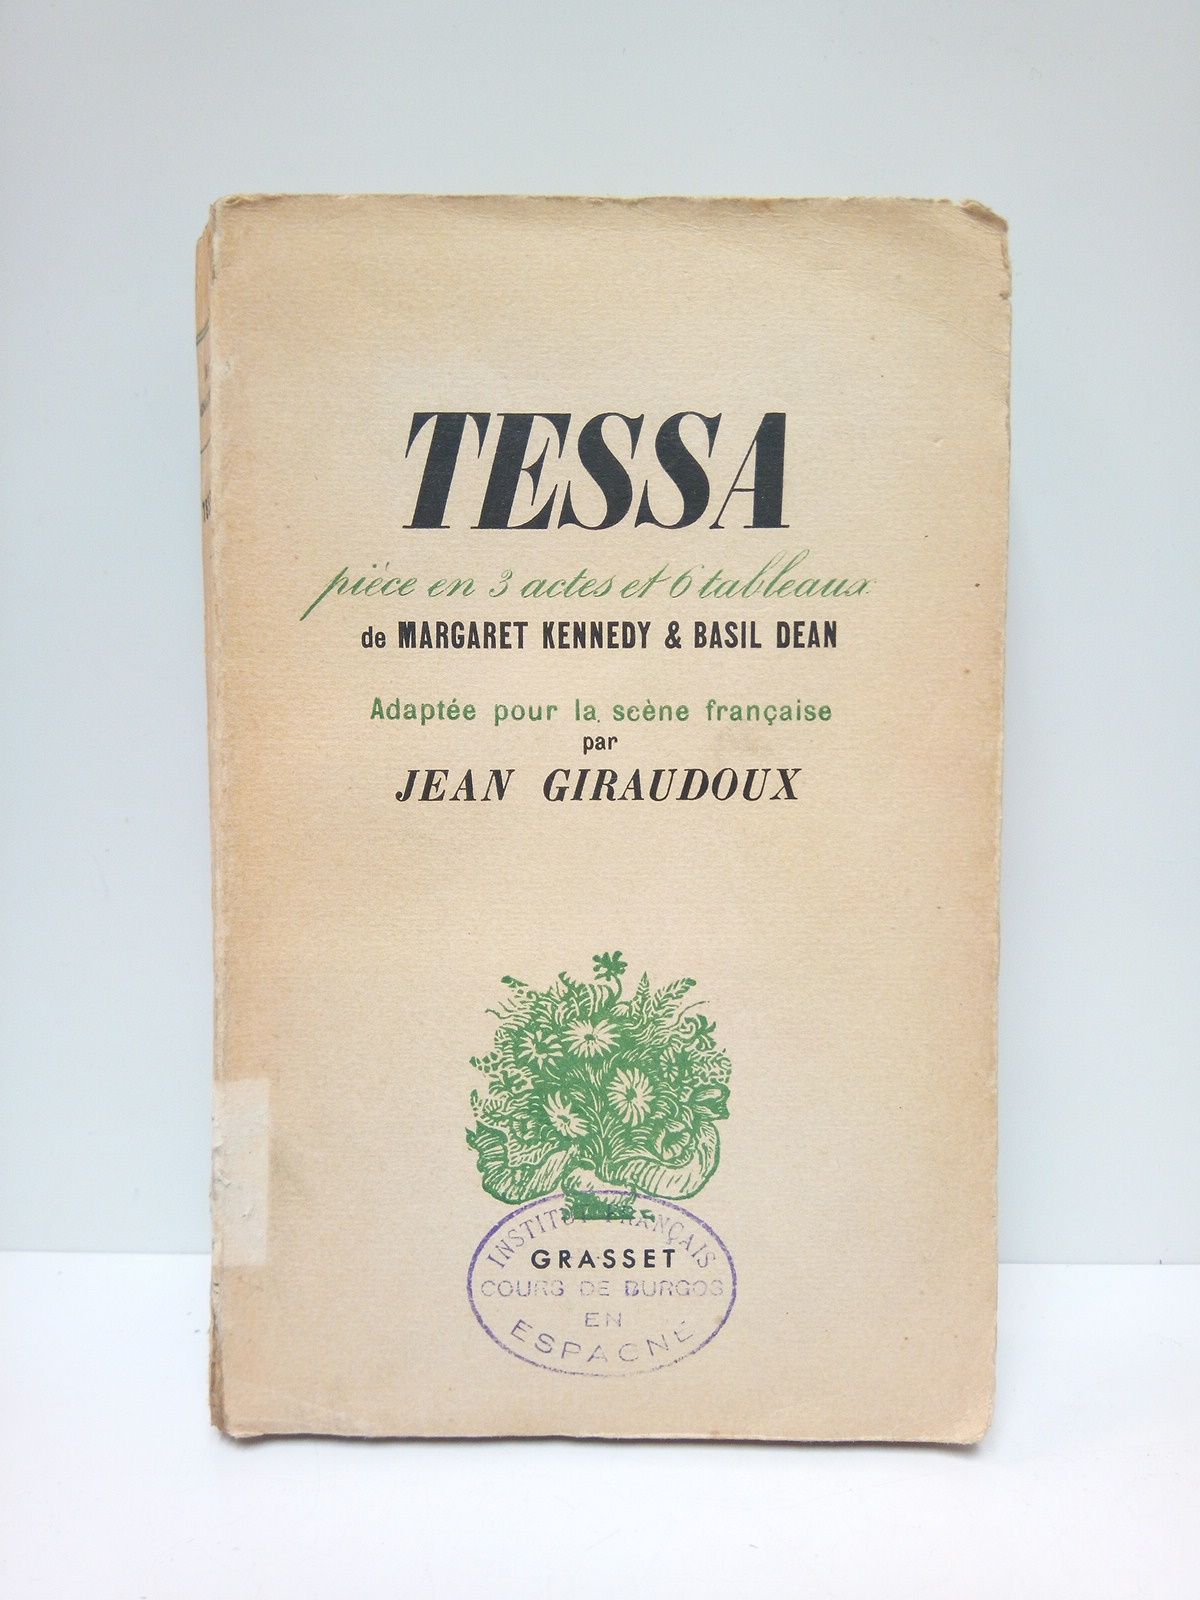 TESSA
pièce en 3 actes et 6 tableaux
de MARGARET KENNEDY & BASIL DEAN
Adaptée pour la scène française
par
JEAN GIRAUDOUX
INSTITUT FRANÇAIS
GRASSET
COURS DE BURGOS
EN
ESPAGNE